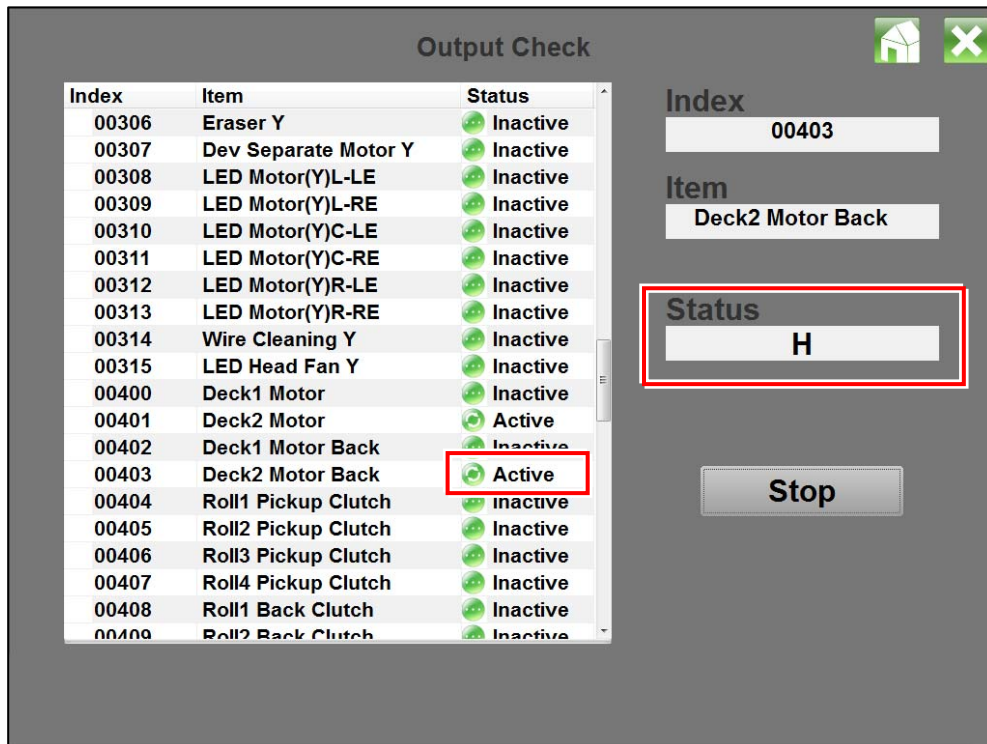 Output Check
Index Item Status
00306 Eraser Y Inactive
00307 Dev Separate Motor Y Inactive
00308 LED Motor(Y)L-LE Inactive
00309 LED Motor(Y)L-RE Inactive
00310 LED Motor(Y)C-LE Inactive
00311 LED Motor(Y)C-RE Inactive
00312 LED Motor(Y)R-LE Inactive
00313 LED Motor(Y)R-RE Inactive
00314 Wire Cleaning Y Inactive
00315 LED Head Fan Y Inactive
00400 Deck1 Motor Inactive
00401 Deck2 Motor Active
00402 Deck1 Motor Back Inactive
00403 Deck2 Motor Back Active
00404 Roll1 Pickup Clutch Inactive
00405 Roll2 Pickup Clutch Inactive
00406 Roll3 Pickup Clutch Inactive
00407 Roll4 Pickup Clutch Inactive
00408 Roll1 Back Clutch Inactive
00409 Roll2 Back Clutch Inactive
Index
00403
Item
Deck2 Motor Back
Status
H
Stop